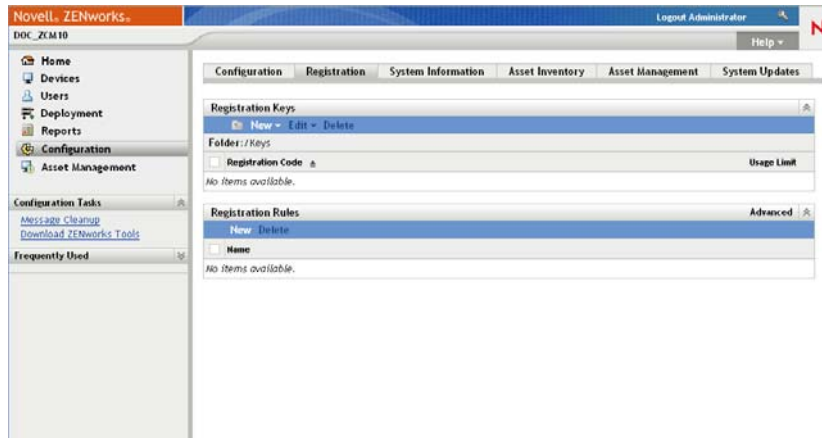 Novell® ZENworks®
Logout Administrator
N
DOC_ZCM10
Help
Home
Devices
Users
Deployment
Reports
Configuration
Asset Management
Configuration Tasks
Message Cleanup
Download ZENworks Tools
Frequently Used
Configuration Registration System Information Asset Inventory Asset Management System Updates
Registration Keys
New Edit Delete
Folder:/Keys
Registration Code Usage Limit
No items available.
Registration Rules Advanced
New Delete
Name
No items available.